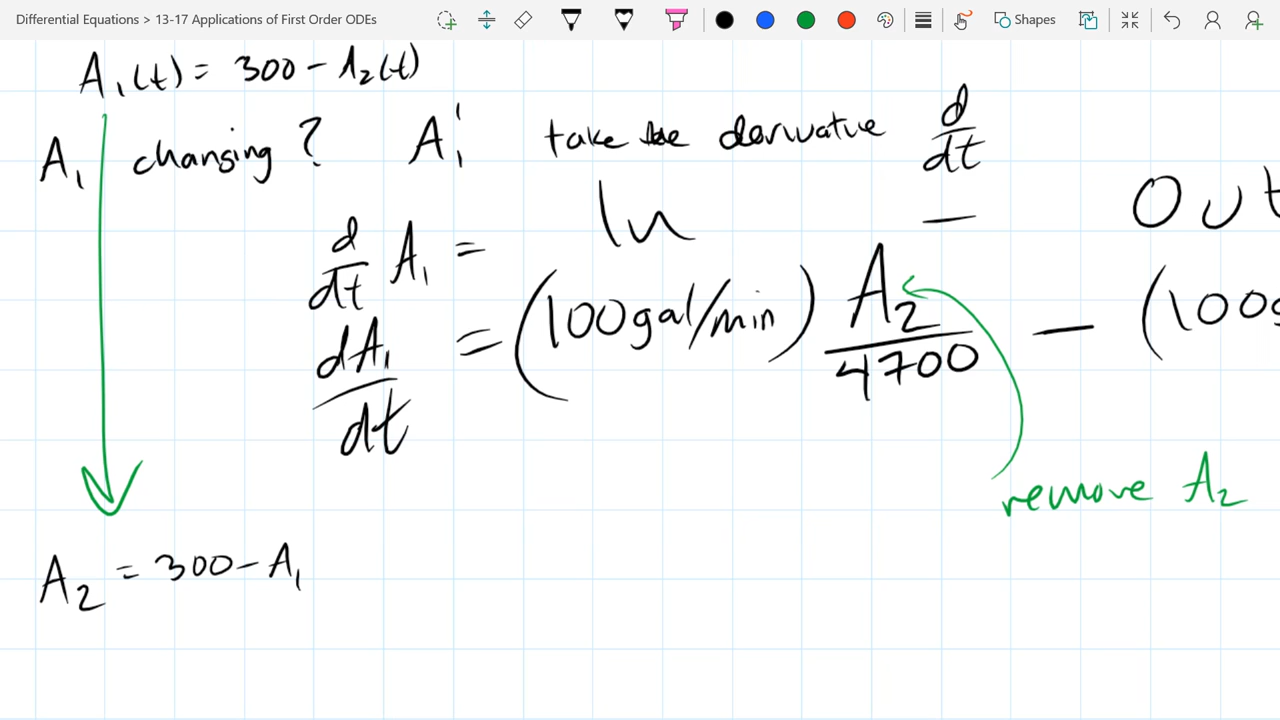 Differential Equations > 13-17 Applications of First Order ODEs
Shapes
A₁(t) = 300 - A₂(t)
A₁ changing? A₁' take the derivative d/dt
In - Out
d/dt A₁ =
dA₁/dt = (100gal/min) A₂/4700 - (100g
remove A₂
A₂ = 300 - A₁